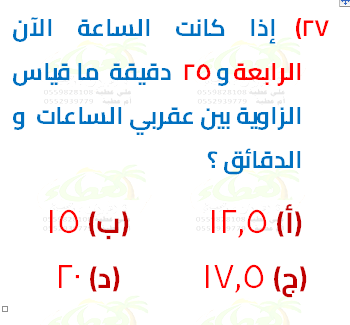 ٢٧) إذا كانت الساعة الآن
الرابعة و ٢٥ دقيقة ما قياس
الزاوية بين عقربي الساعات و
الدقائق ؟
(أ) ١٢,٥ (ب) ١٥
(ج) ١٧,٥ (د) ٢٠